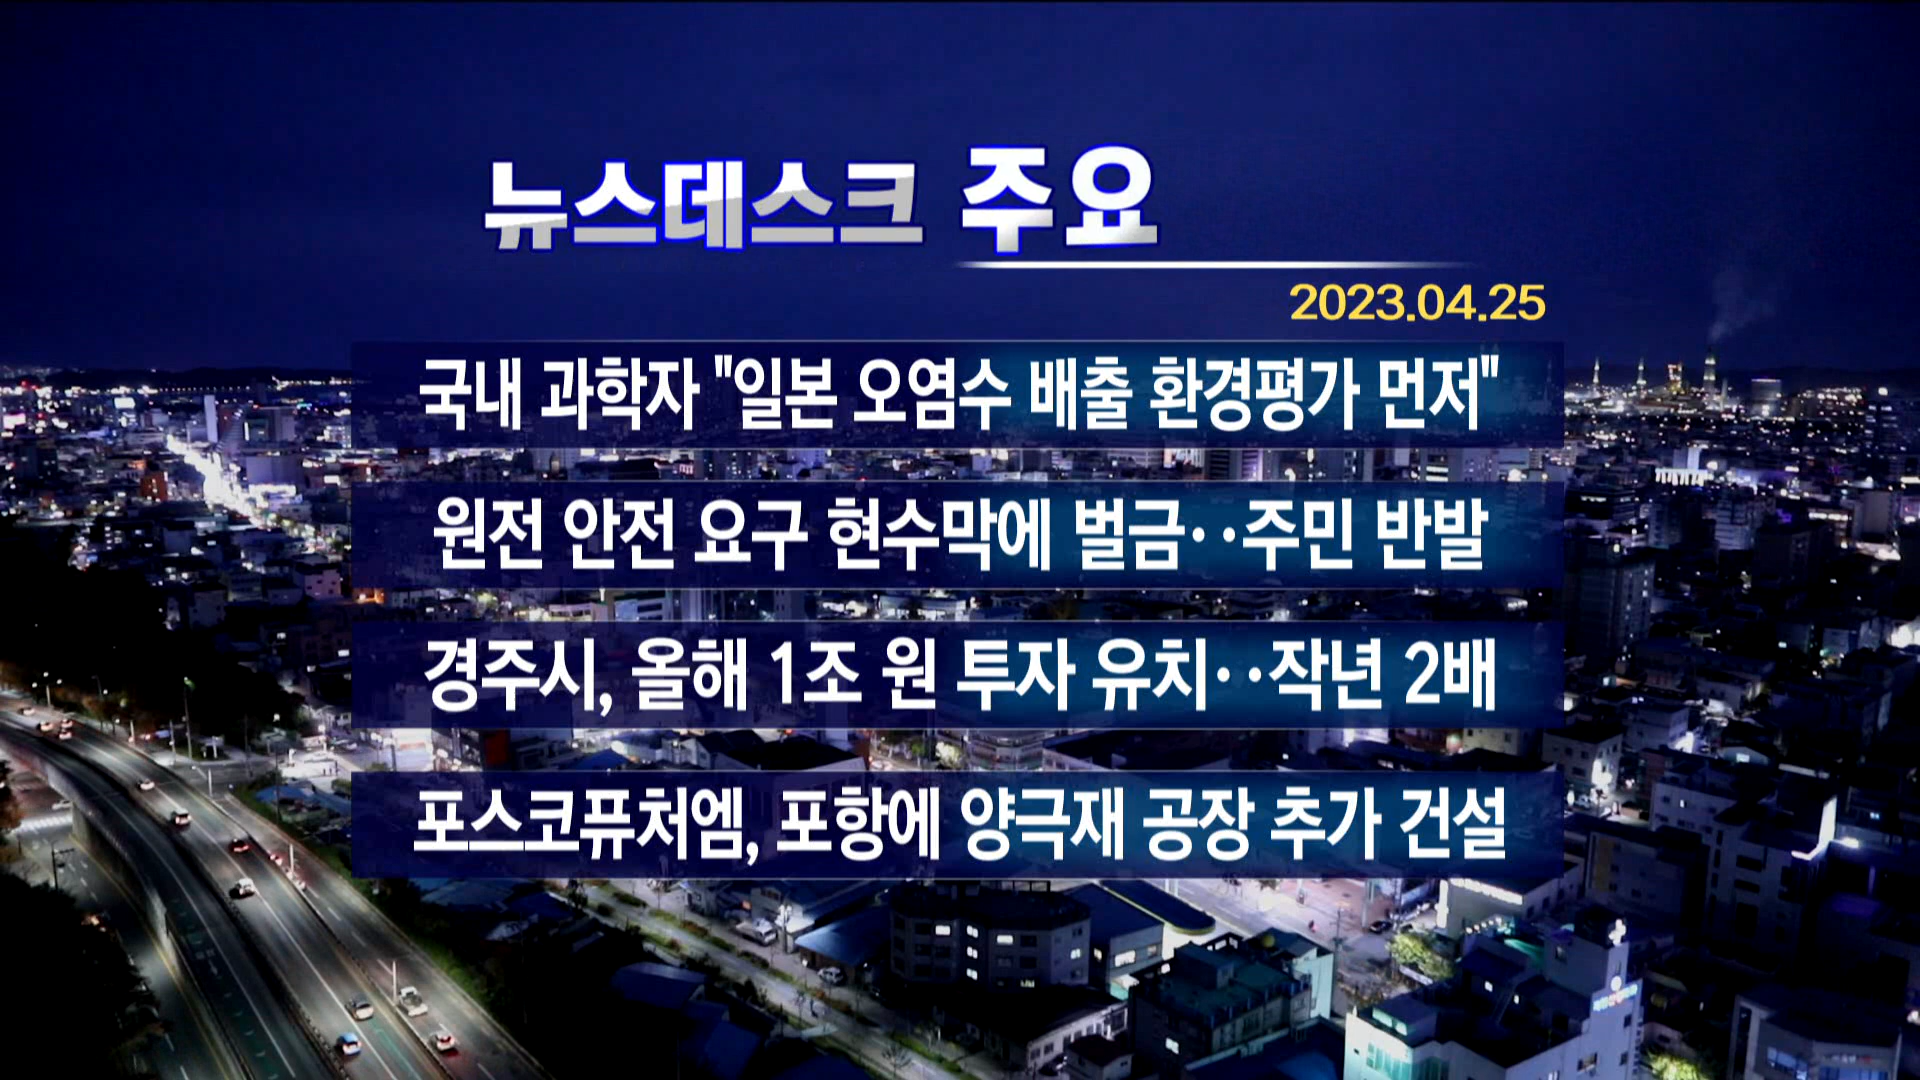 뉴스데스크 주요
2023.04.25
국내 과학자 "일본 오염수 배출 환경평가 먼저"
원전 안전 요구 현수막에 벌금‥주민 반발
경주시, 올해 1조 원 투자 유치‥작년 2배
포스코퓨처엠, 포항에 양극재 공장 추가 건설